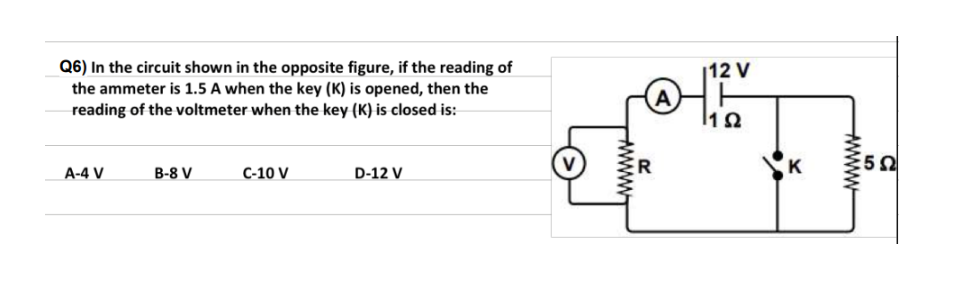 Q6) In the circuit shown in the opposite figure, if the reading of
the ammeter is 1.5 A when the key (K) is opened, then the
reading of the voltmeter when the key (K) is closed is:
A-4 V B-8 V C-10 V D-12 V
12 V
A
1 Ω
V
R
K
5 Ω